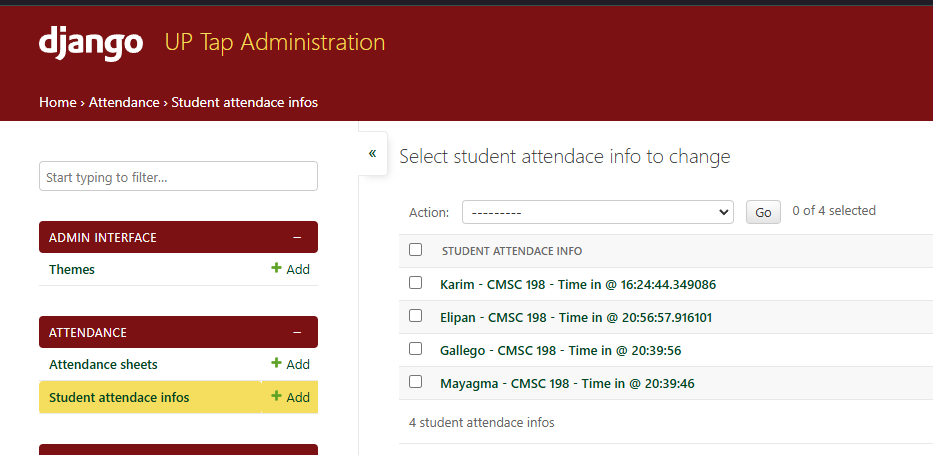 django UP Tap Administration
Home › Attendance › Student attendace infos
«
Start typing to filter...
ADMIN INTERFACE –
Themes + Add
ATTENDANCE –
Attendance sheets + Add
Student attendace infos + Add
Select student attendace info to change
Action: --------- Go 0 of 4 selected
STUDENT ATTENDACE INFO
Karim - CMSC 198 - Time in @ 16:24:44.349086
Elipan - CMSC 198 - Time in @ 20:56:57.916101
Gallego - CMSC 198 - Time in @ 20:39:56
Mayagma - CMSC 198 - Time in @ 20:39:46
4 student attendace infos